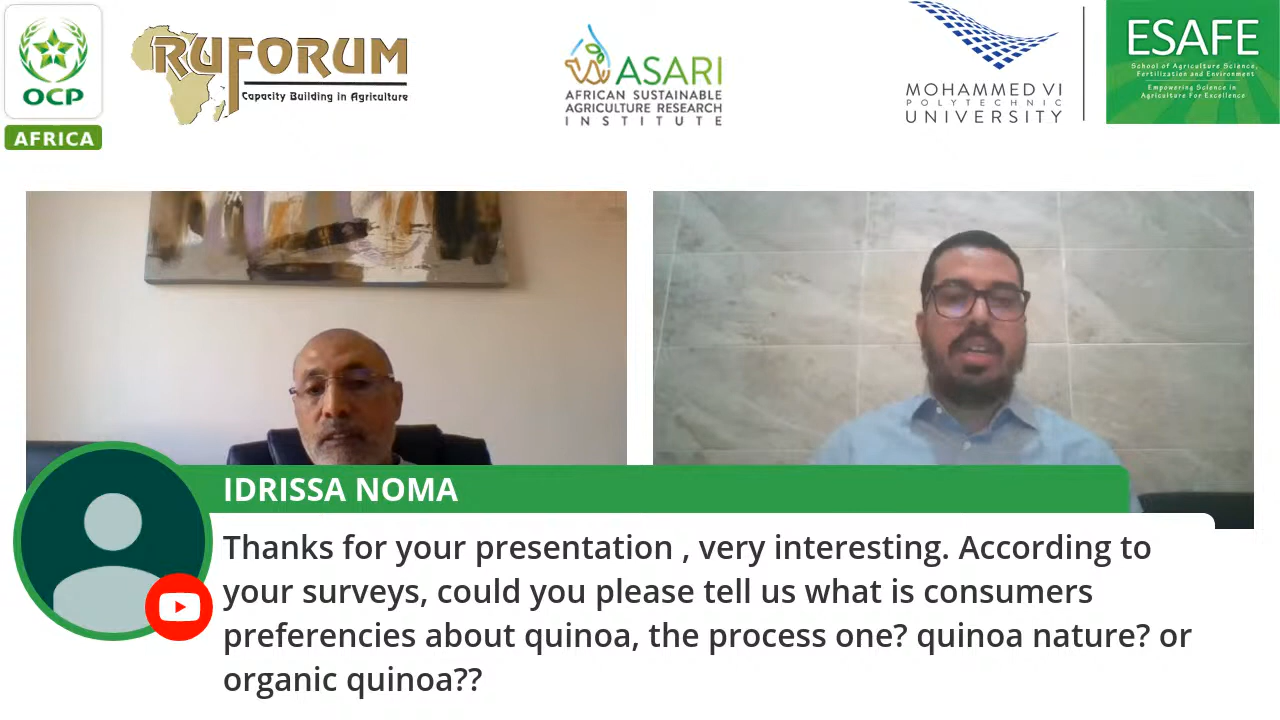 OCP
AFRICA
RUFORUM
Capacity Building in Agriculture
ASARI
AFRICAN SUSTAINABLE
AGRICULTURE RESEARCH
INSTITUTE
MOHAMMED VI
POLYTECHNIC
UNIVERSITY
ESAFE
School of Agriculture Science,
Fertilization and Environment
Empowering Science in
Agriculture For Excellence
IDRISSA NOMA
Thanks for your presentation , very interesting. According to
your surveys, could you please tell us what is consumers
preferencies about quinoa, the process one? quinoa nature? or
organic quinoa??